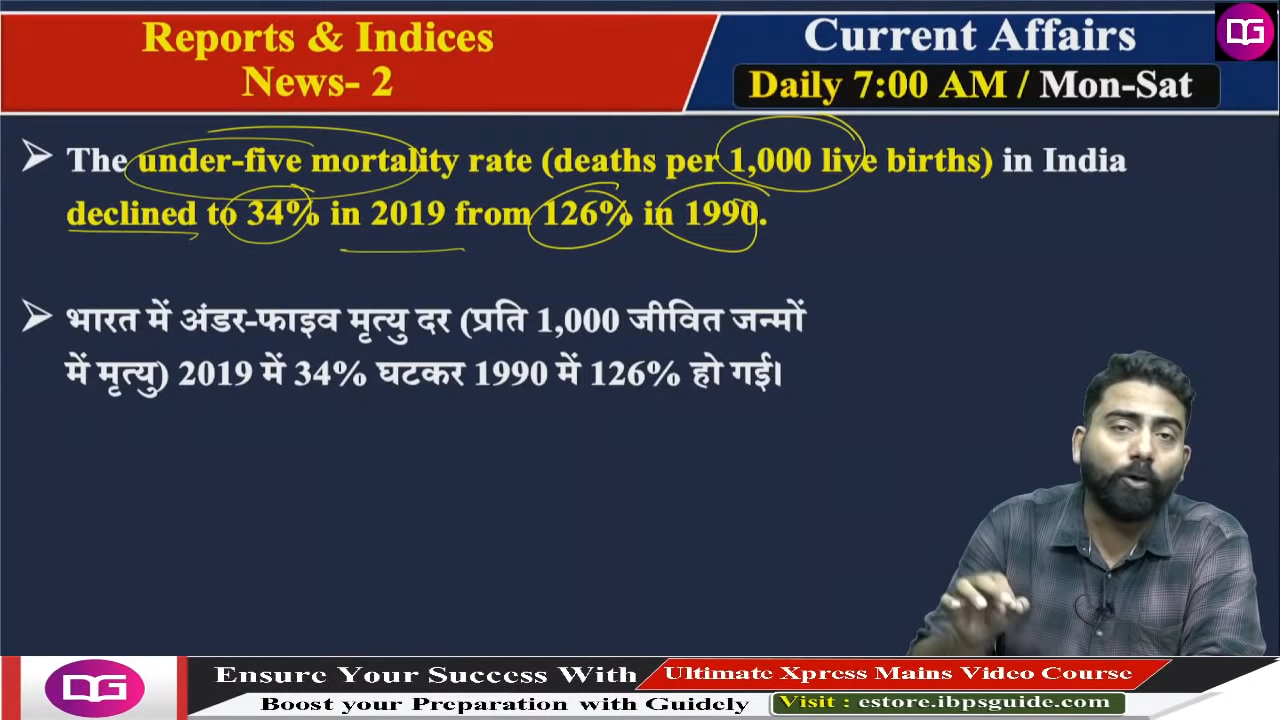 Reports & Indices
News- 2
Current Affairs
Daily 7:00 AM / Mon-Sat
The under-five mortality rate (deaths per 1,000 live births) in India
declined to 34% in 2019 from 126% in 1990.
भारत में अंडर-फाइव मृत्यु दर (प्रति 1,000 जीवित जन्मों
में मृत्यु) 2019 में 34% घटकर 1990 में 126% हो गई।
Ensure Your Success With
Ultimate Xpress Mains Video Course
Boost your Preparation with Guidely
Visit : estore.ibpsguide.com